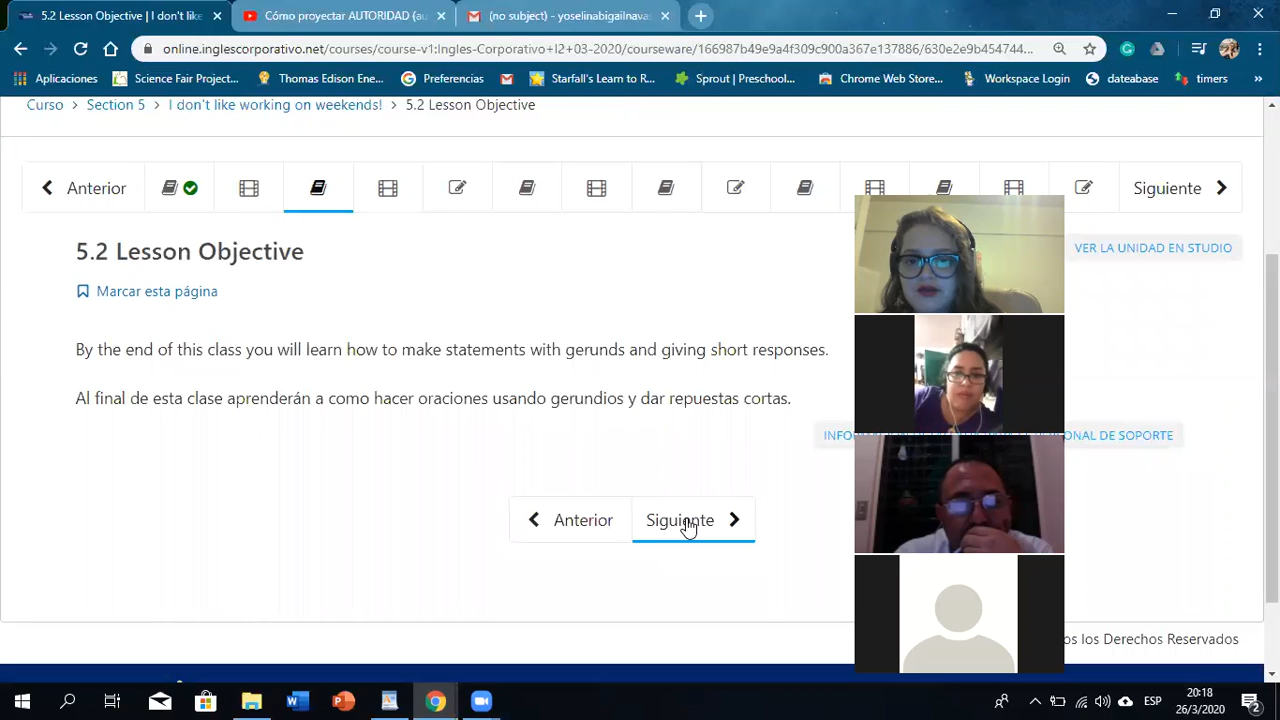 5.2 Lesson Objective | I don't like
Cómo proyectar AUTORIDAD (au
(no subject) - yoselinabigailnavas
online.inglescorporativo.net/courses/course-v1:Ingles-Corporativo+I2+03-2020/courseware/166987b49e9a4f309c900a367e137886/630e2e9b454744...
Aplicaciones
Science Fair Project...
Thomas Edison Ene...
Preferencias
Starfall's Learn to R...
Sprout | Preschool...
Chrome Web Store...
Workspace Login
dateabase
timers
Curso > Section 5 > I don't like working on weekends! > 5.2 Lesson Objective
Anterior
Siguiente
5.2 Lesson Objective
VER LA UNIDAD EN STUDIO
Marcar esta página
By the end of this class you will learn how to make statements with gerunds and giving short responses.
Al final de esta clase aprenderán a como hacer oraciones usando gerundios y dar repuestas cortas.
ONAL DE SOPORTE
Anterior
Siguiente
os los Derechos Reservados
ESP
20:18
26/3/2020
2